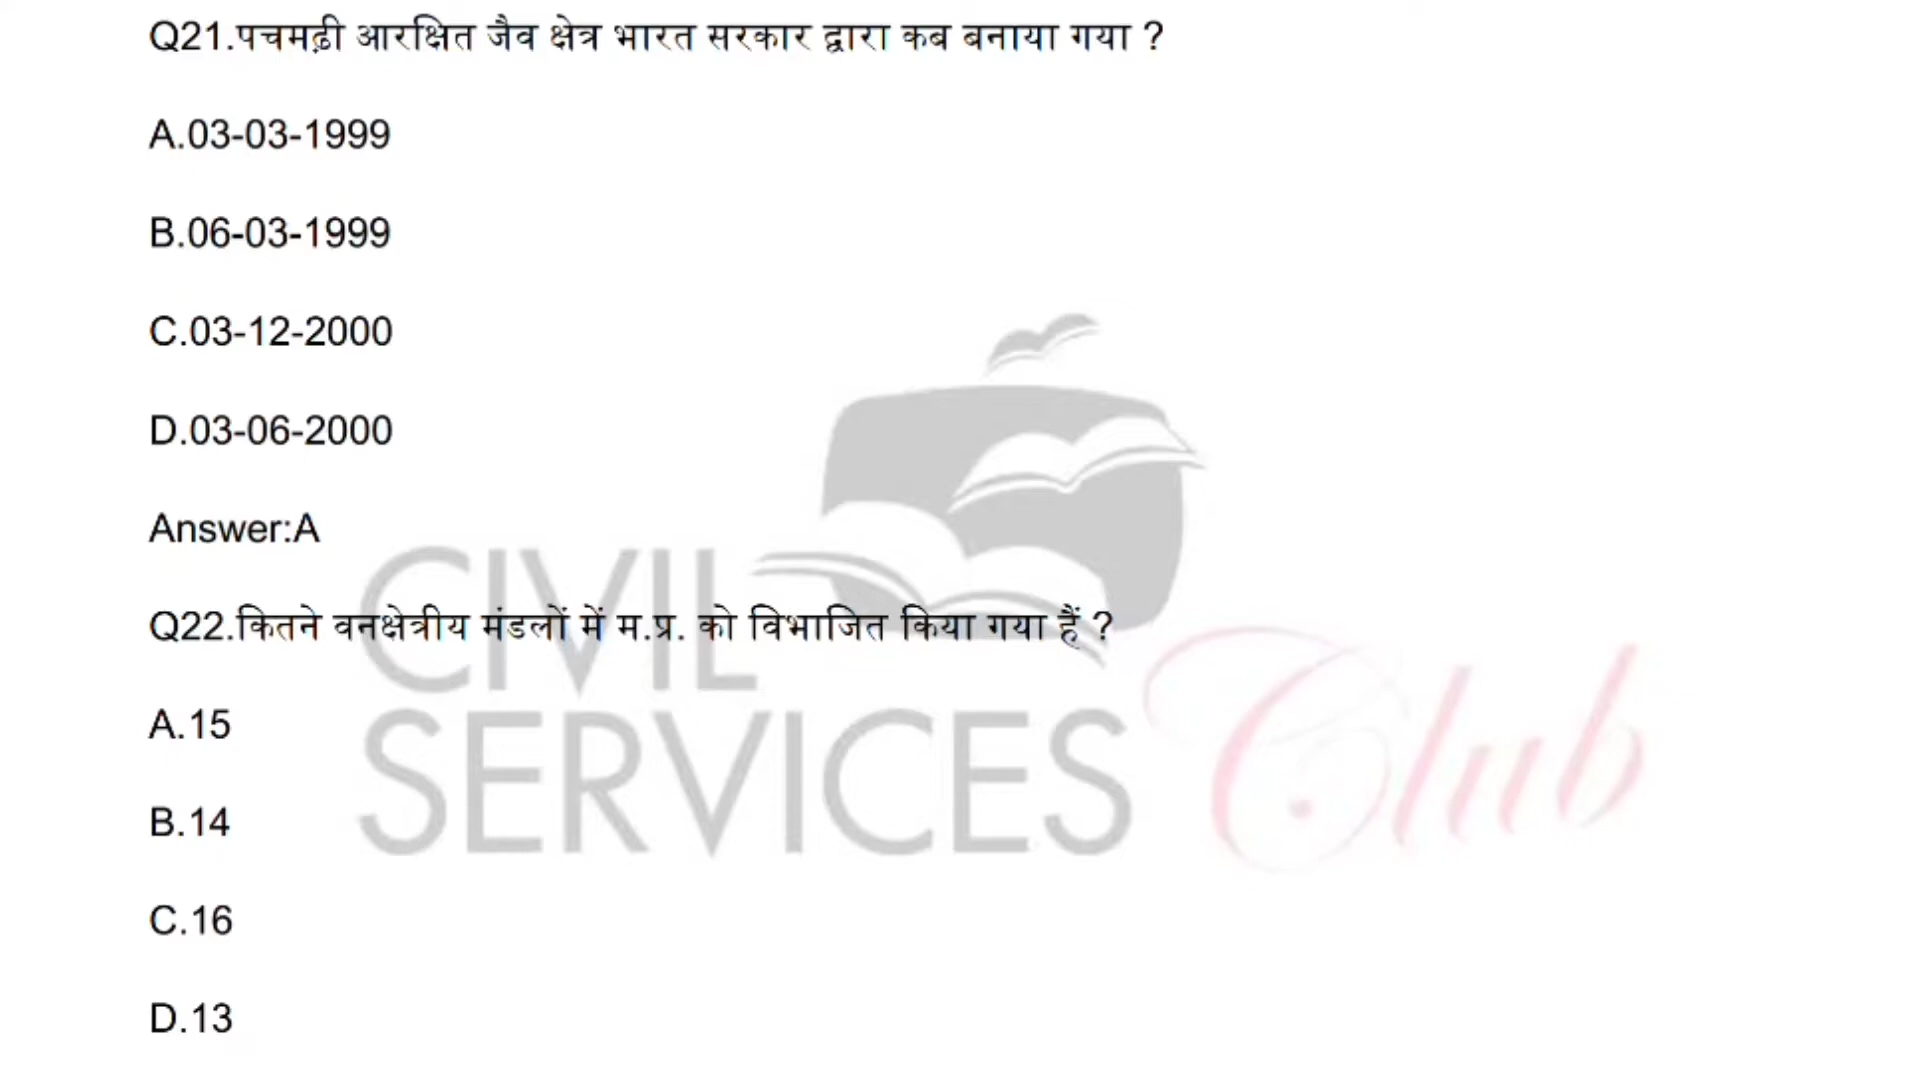 Q21.पचमढ़ी आरक्षित जैव क्षेत्र भारत सरकार द्वारा कब बनाया गया ?
A.03-03-1999
B.06-03-1999
C.03-12-2000
D.03-06-2000
Answer:A
Q22.कितने वनक्षेत्रीय मंडलों में म.प्र. को विभाजित किया गया हैं ?
A.15
B.14
C.16
D.13
CIVIL
SERVICES Club